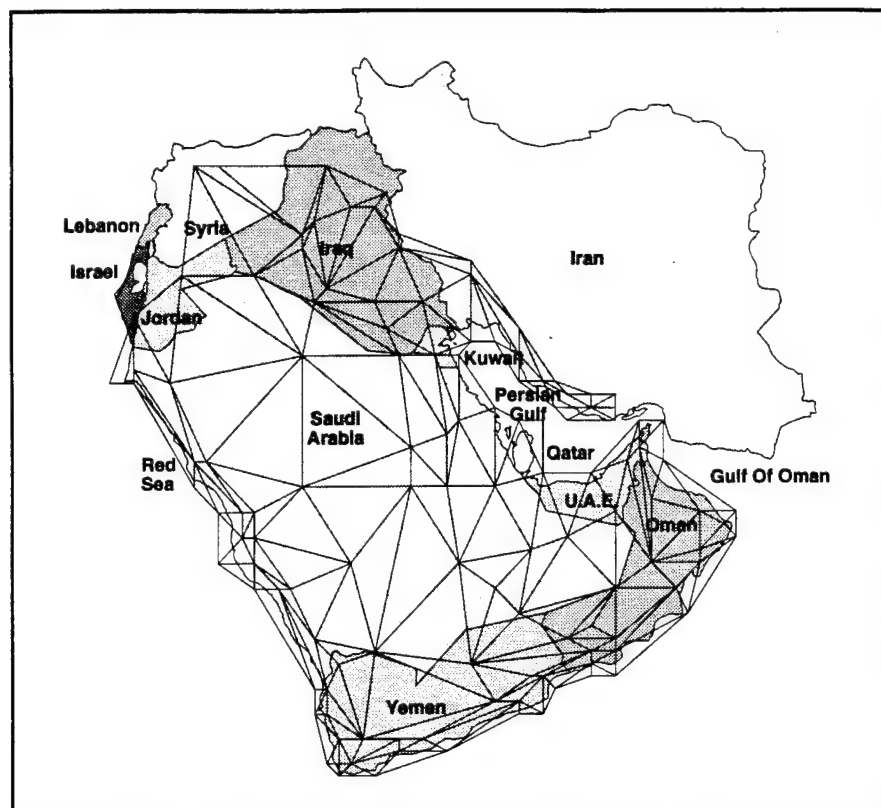 Lebanon
Syria
Israel
Iraq
Iran
Jordan
Kuwait
Persian
Gulf
Saudi
Arabia
Qatar
Red
Sea
Gulf Of Oman
U.A.E.
Oman
Yemen